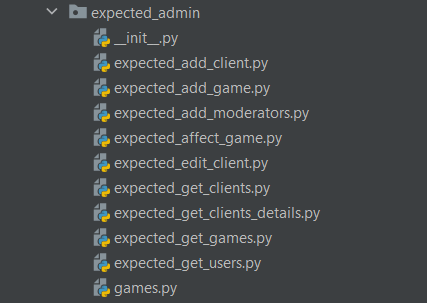 expected_admin
__init__.py
expected_add_client.py
expected_add_game.py
expected_add_moderators.py
expected_affect_game.py
expected_edit_client.py
expected_get_clients.py
expected_get_clients_details.py
expected_get_games.py
expected_get_users.py
games.py